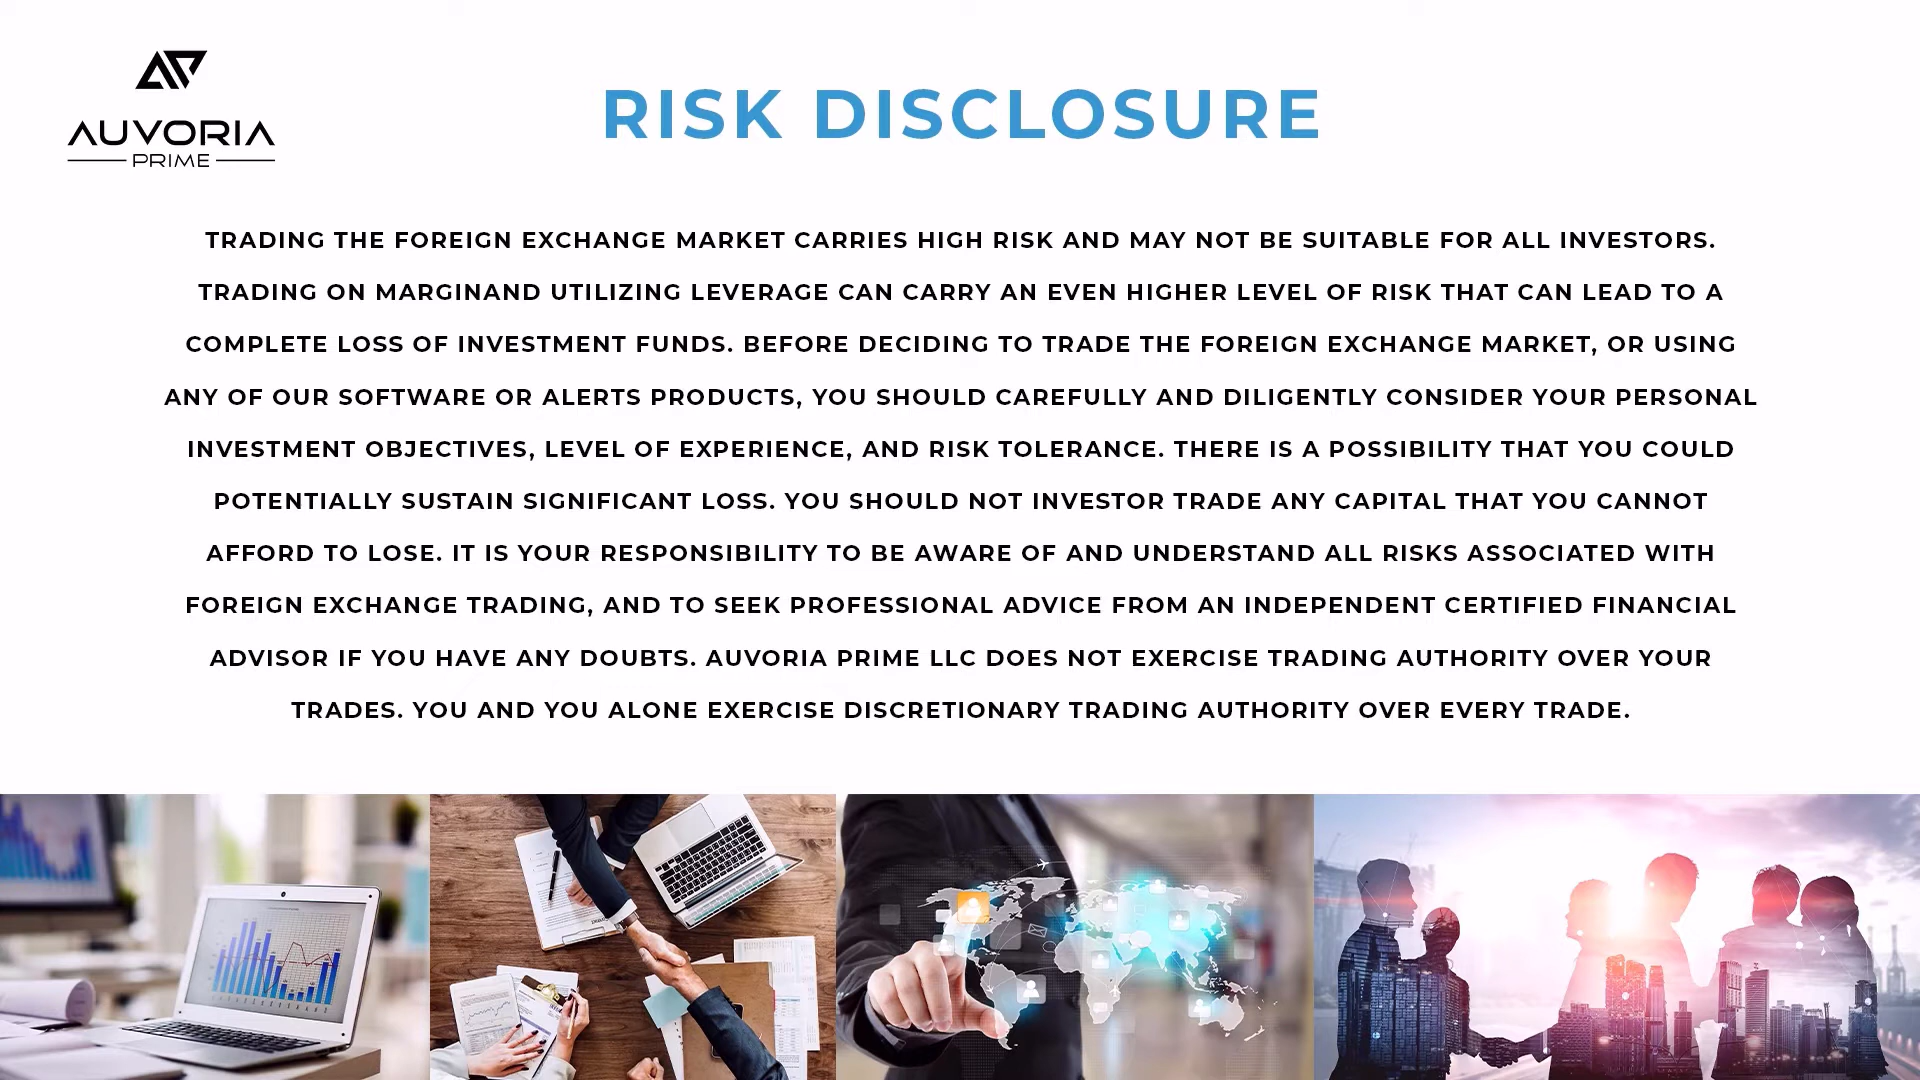 AUVORIA
PRIME
RISK DISCLOSURE
TRADING THE FOREIGN EXCHANGE MARKET CARRIES HIGH RISK AND MAY NOT BE SUITABLE FOR ALL INVESTORS.
TRADING ON MARGINAND UTILIZING LEVERAGE CAN CARRY AN EVEN HIGHER LEVEL OF RISK THAT CAN LEAD TO A
COMPLETE LOSS OF INVESTMENT FUNDS. BEFORE DECIDING TO TRADE THE FOREIGN EXCHANGE MARKET, OR USING
ANY OF OUR SOFTWARE OR ALERTS PRODUCTS, YOU SHOULD CAREFULLY AND DILIGENTLY CONSIDER YOUR PERSONAL
INVESTMENT OBJECTIVES, LEVEL OF EXPERIENCE, AND RISK TOLERANCE. THERE IS A POSSIBILITY THAT YOU COULD
POTENTIALLY SUSTAIN SIGNIFICANT LOSS. YOU SHOULD NOT INVESTOR TRADE ANY CAPITAL THAT YOU CANNOT
AFFORD TO LOSE. IT IS YOUR RESPONSIBILITY TO BE AWARE OF AND UNDERSTAND ALL RISKS ASSOCIATED WITH
FOREIGN EXCHANGE TRADING, AND TO SEEK PROFESSIONAL ADVICE FROM AN INDEPENDENT CERTIFIED FINANCIAL
ADVISOR IF YOU HAVE ANY DOUBTS. AUVORIA PRIME LLC DOES NOT EXERCISE TRADING AUTHORITY OVER YOUR
TRADES. YOU AND YOU ALONE EXERCISE DISCRETIONARY TRADING AUTHORITY OVER EVERY TRADE.